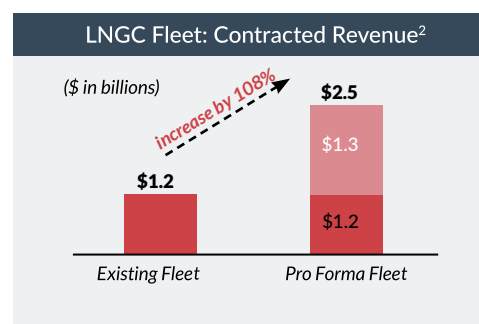 LNGC Fleet: Contracted Revenue²
($ in billions)
increase by 108%
$2.5
$1.3
$1.2
$1.2
Existing Fleet
Pro Forma Fleet